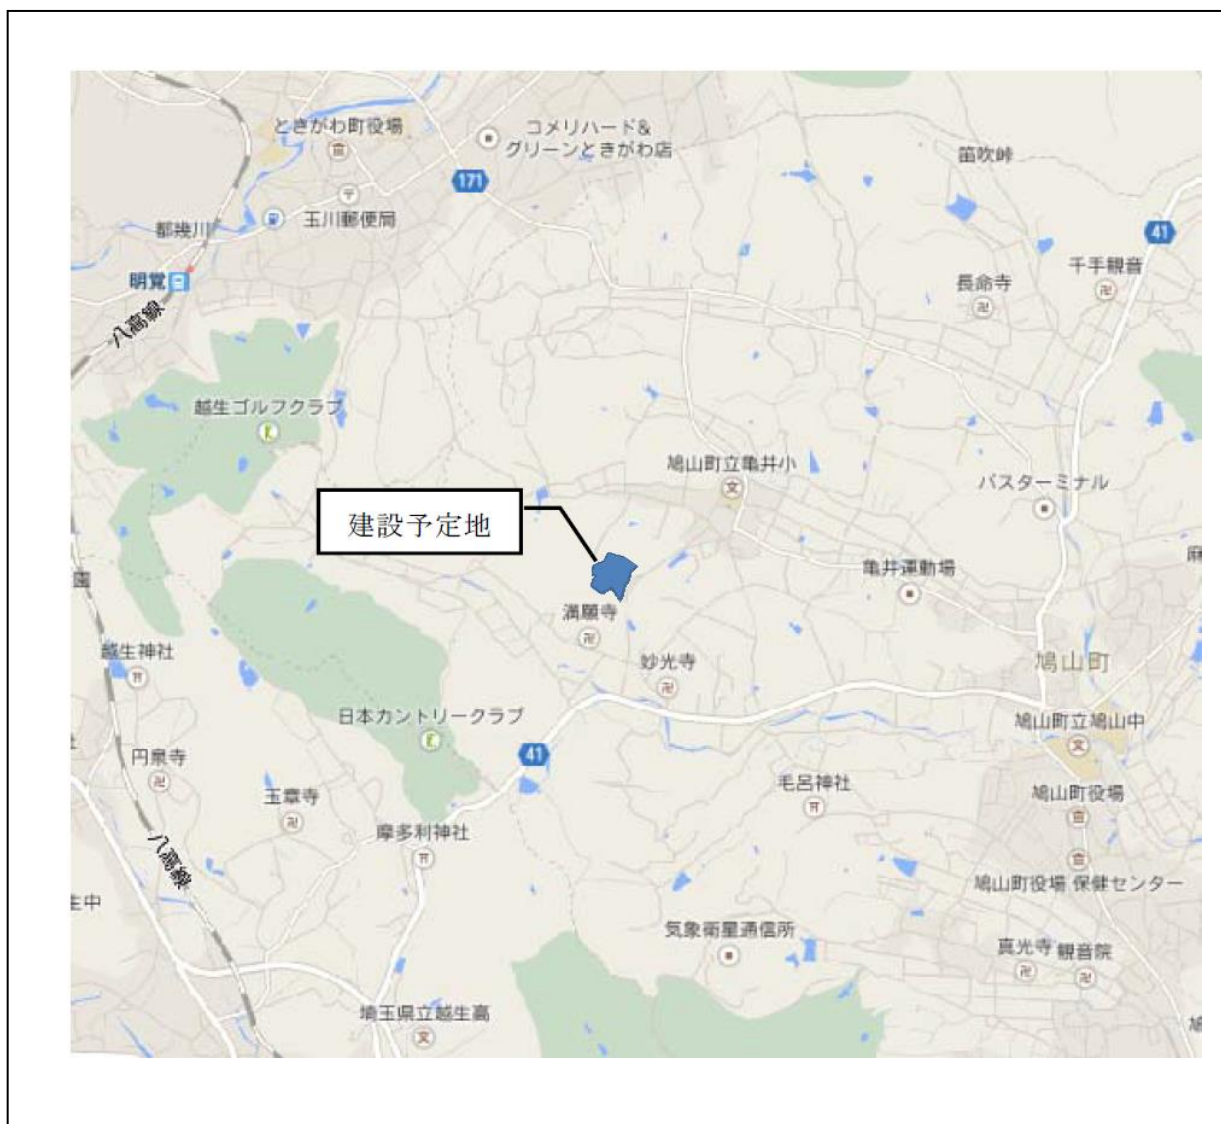 ときがわ町役場
コメリハード&
グリーンときがわ店
171
笛吹峠
玉川郵便局
都幾川
41
千手観音
明覚
長命寺
八高線
越生ゴルフクラブ
鳩山町立亀井小
バスターミナル
建設予定地
亀井運動場
麻
園
満願寺
越生神社
妙光寺
鳩山町
日本カントリークラブ
鳩山町立鳩山中
41
円泉寺
毛呂神社
玉章寺
鳩山町役場
摩多利神社
八高線
鳩山町役場 保健センター
生中
気象衛星通信所
真光寺
観音院
埼玉県立越生高
鳩